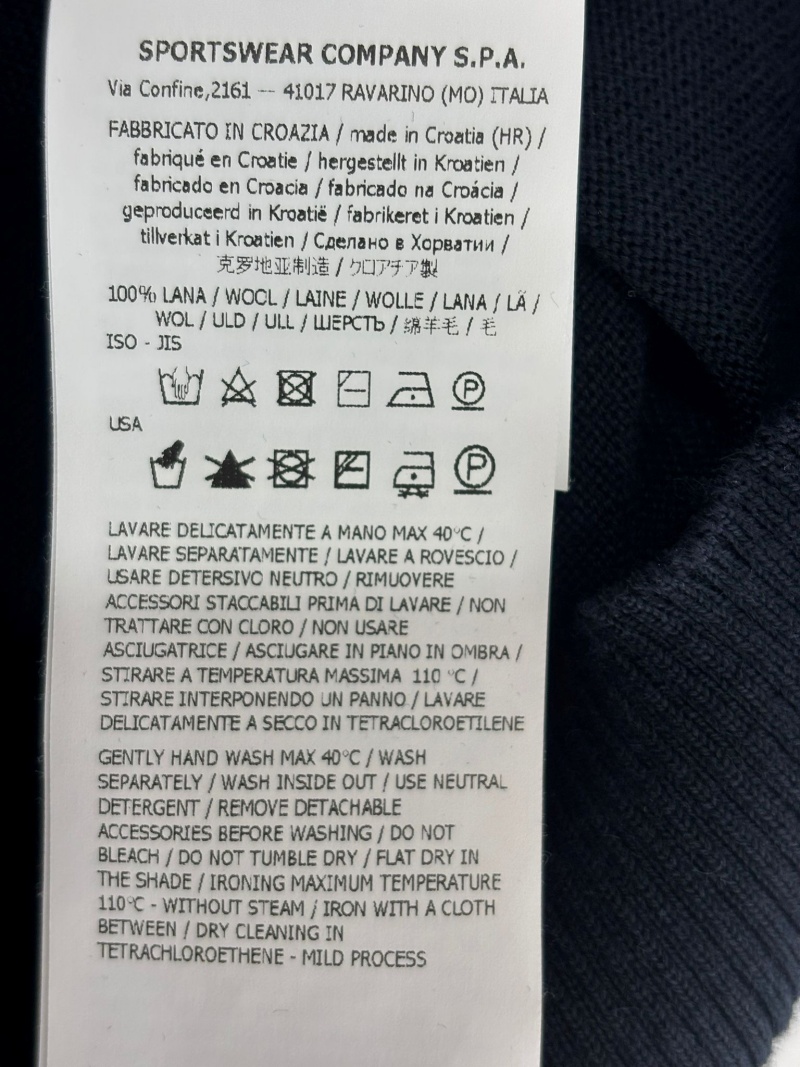 SPORTSWEAR COMPANY S.P.A.
Via Confine,2161 — 41017 RAVARINO (MO) ITALIA
FABBRICATO IN CROAZIA / made in Croatia (HR) /
fabriqué en Croatie / hergestellt in Kroatien /
fabricado en Croacia / fabricado na Croácia /
geproduceerd in Kroatië / fabrikeret i Kroatien /
tillverkat i Kroatien / Сделано в Хорватии /
克罗地亚制造 / クロアチア製
100% LANA / WOOL / LAINE / WOLLE / LANA / LÃ /
WOL / ULD / ULL / ШЕРСТЬ / 绵羊毛 / 毛
ISO - JIS
P
USA
P
LAVARE DELICATAMENTE A MANO MAX 40°C /
LAVARE SEPARATAMENTE / LAVARE A ROVESCIO /
USARE DETERSIVO NEUTRO / RIMUOVERE
ACCESSORI STACCABILI PRIMA DI LAVARE / NON
TRATTARE CON CLORO / NON USARE
ASCIUGATRICE / ASCIUGARE IN PIANO IN OMBRA /
STIRARE A TEMPERATURA MASSIMA 110 °C /
STIRARE INTERPONENDO UN PANNO / LAVARE
DELICATAMENTE A SECCO IN TETRACLOROETILENE
GENTLY HAND WASH MAX 40°C / WASH
SEPARATELY / WASH INSIDE OUT / USE NEUTRAL
DETERGENT / REMOVE DETACHABLE
ACCESSORIES BEFORE WASHING / DO NOT
BLEACH / DO NOT TUMBLE DRY / FLAT DRY IN
THE SHADE / IRONING MAXIMUM TEMPERATURE
110°C - WITHOUT STEAM / IRON WITH A CLOTH
BETWEEN / DRY CLEANING IN
TETRACHLOROETHENE - MILD PROCESS